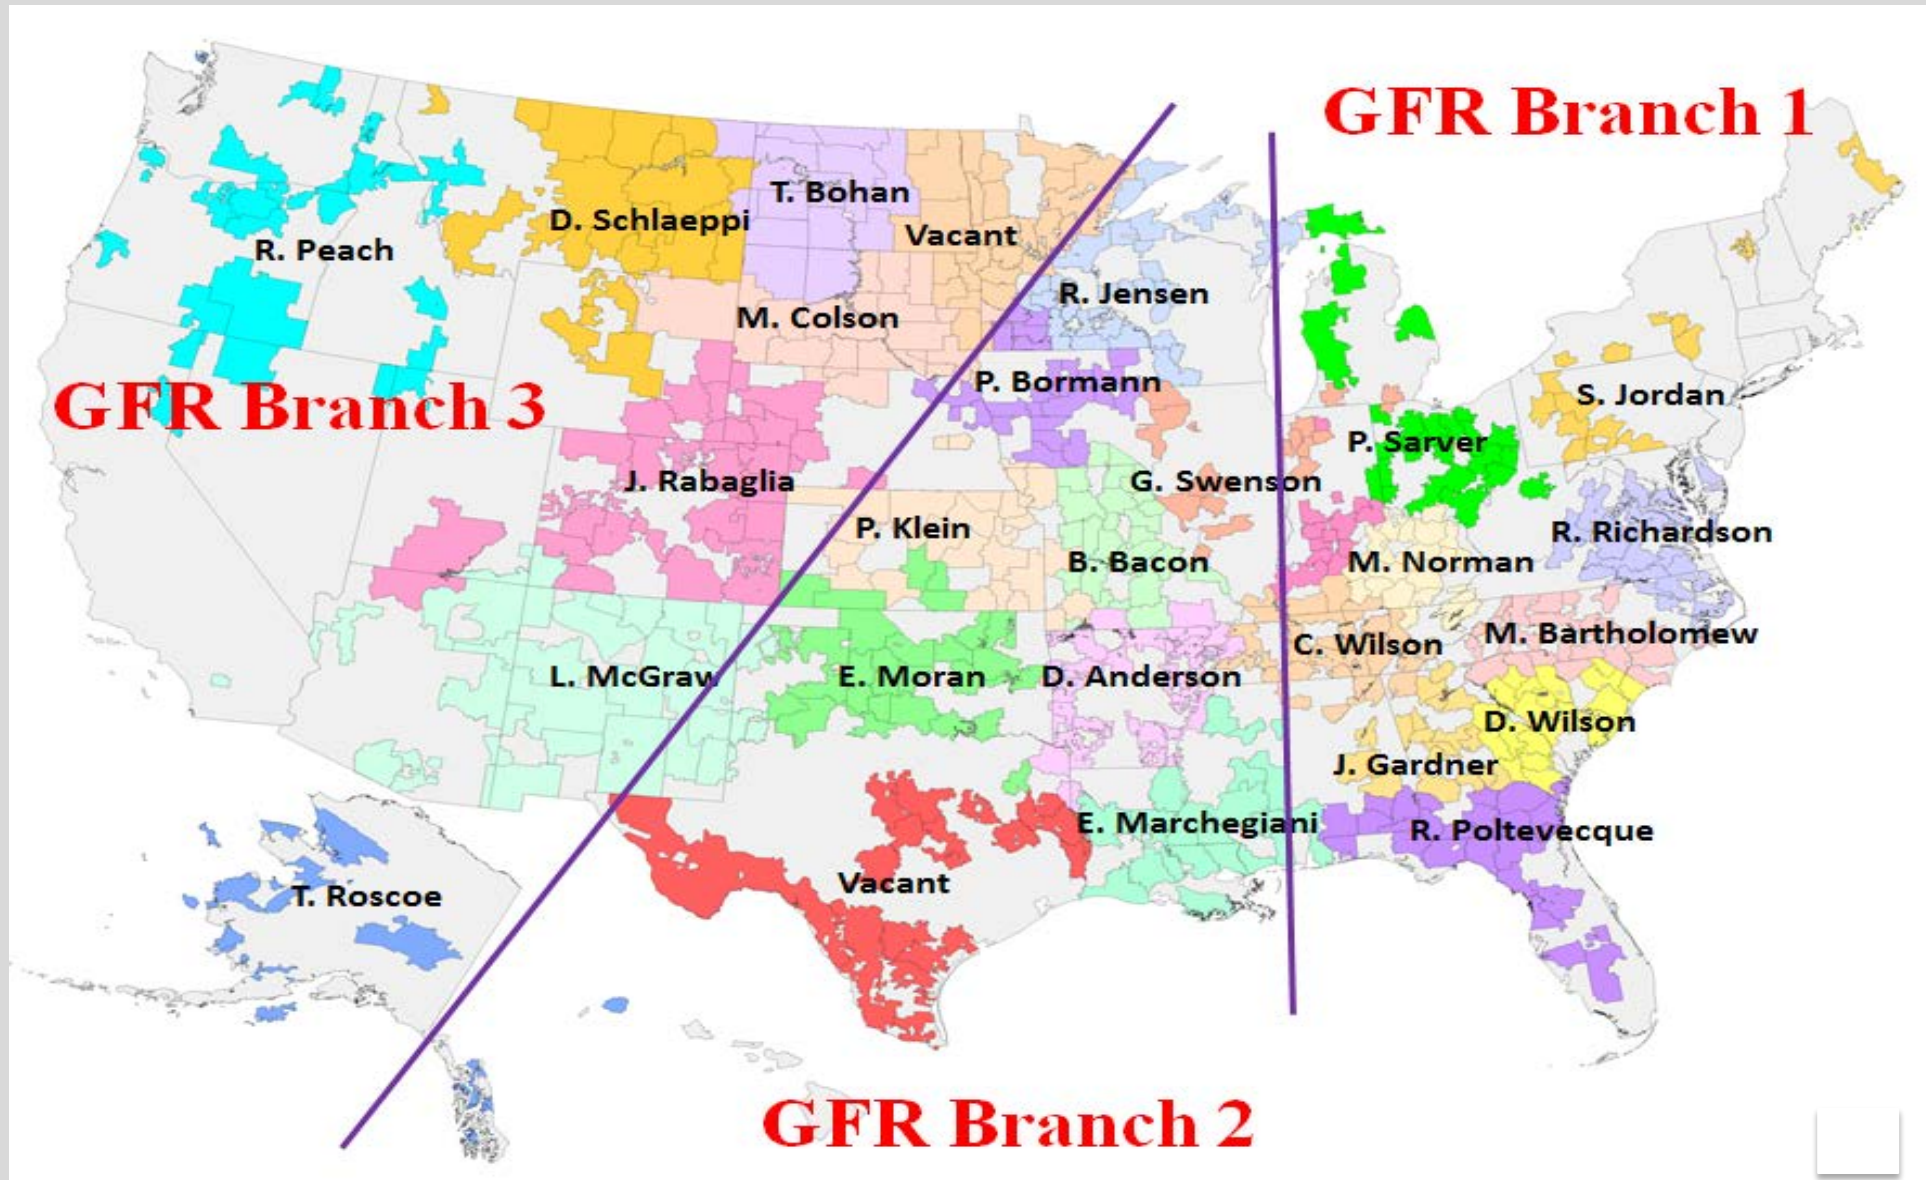 GFR Branch 1
T. Bohan
D. Schlaeppi
Vacant
R. Peach
R. Jensen
M. Colson
P. Bormann
S. Jordan
GFR Branch 3
P. Sarver
J. Rabaglia
G. Swenson
P. Klein
R. Richardson
B. Bacon
M. Norman
M. Bartholomew
C. Wilson
L. McGraw
E. Moran
D. Anderson
D. Wilson
J. Gardner
E. Marchegiani
R. Poltevecque
Vacant
T. Roscoe
GFR Branch 2